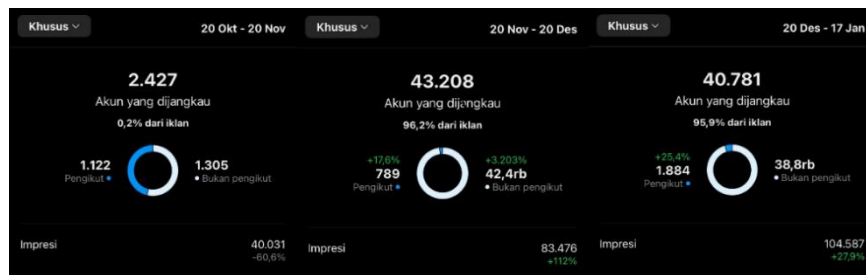 Khusus
20 Okt - 20 Nov
2.427
Akun yang dijangkau
0,2% dari iklan
1.122
Pengikut
1.305
Bukan pengikut
Impresi
40.031
-60,6%
Khusus
20 Nov - 20 Des
43.208
Akun yang dijangkau
96,2% dari iklan
+17,6%
789
Pengikut
+3.203%
42,4rb
Bukan pengikut
Impresi
83.476
+112%
Khusus
20 Des - 17 Jan
40.781
Akun yang dijangkau
95,9% dari iklan
+25,4%
1.884
Pengikut
38,8rb
Bukan pengikut
Impresi
104.587
+27,9%